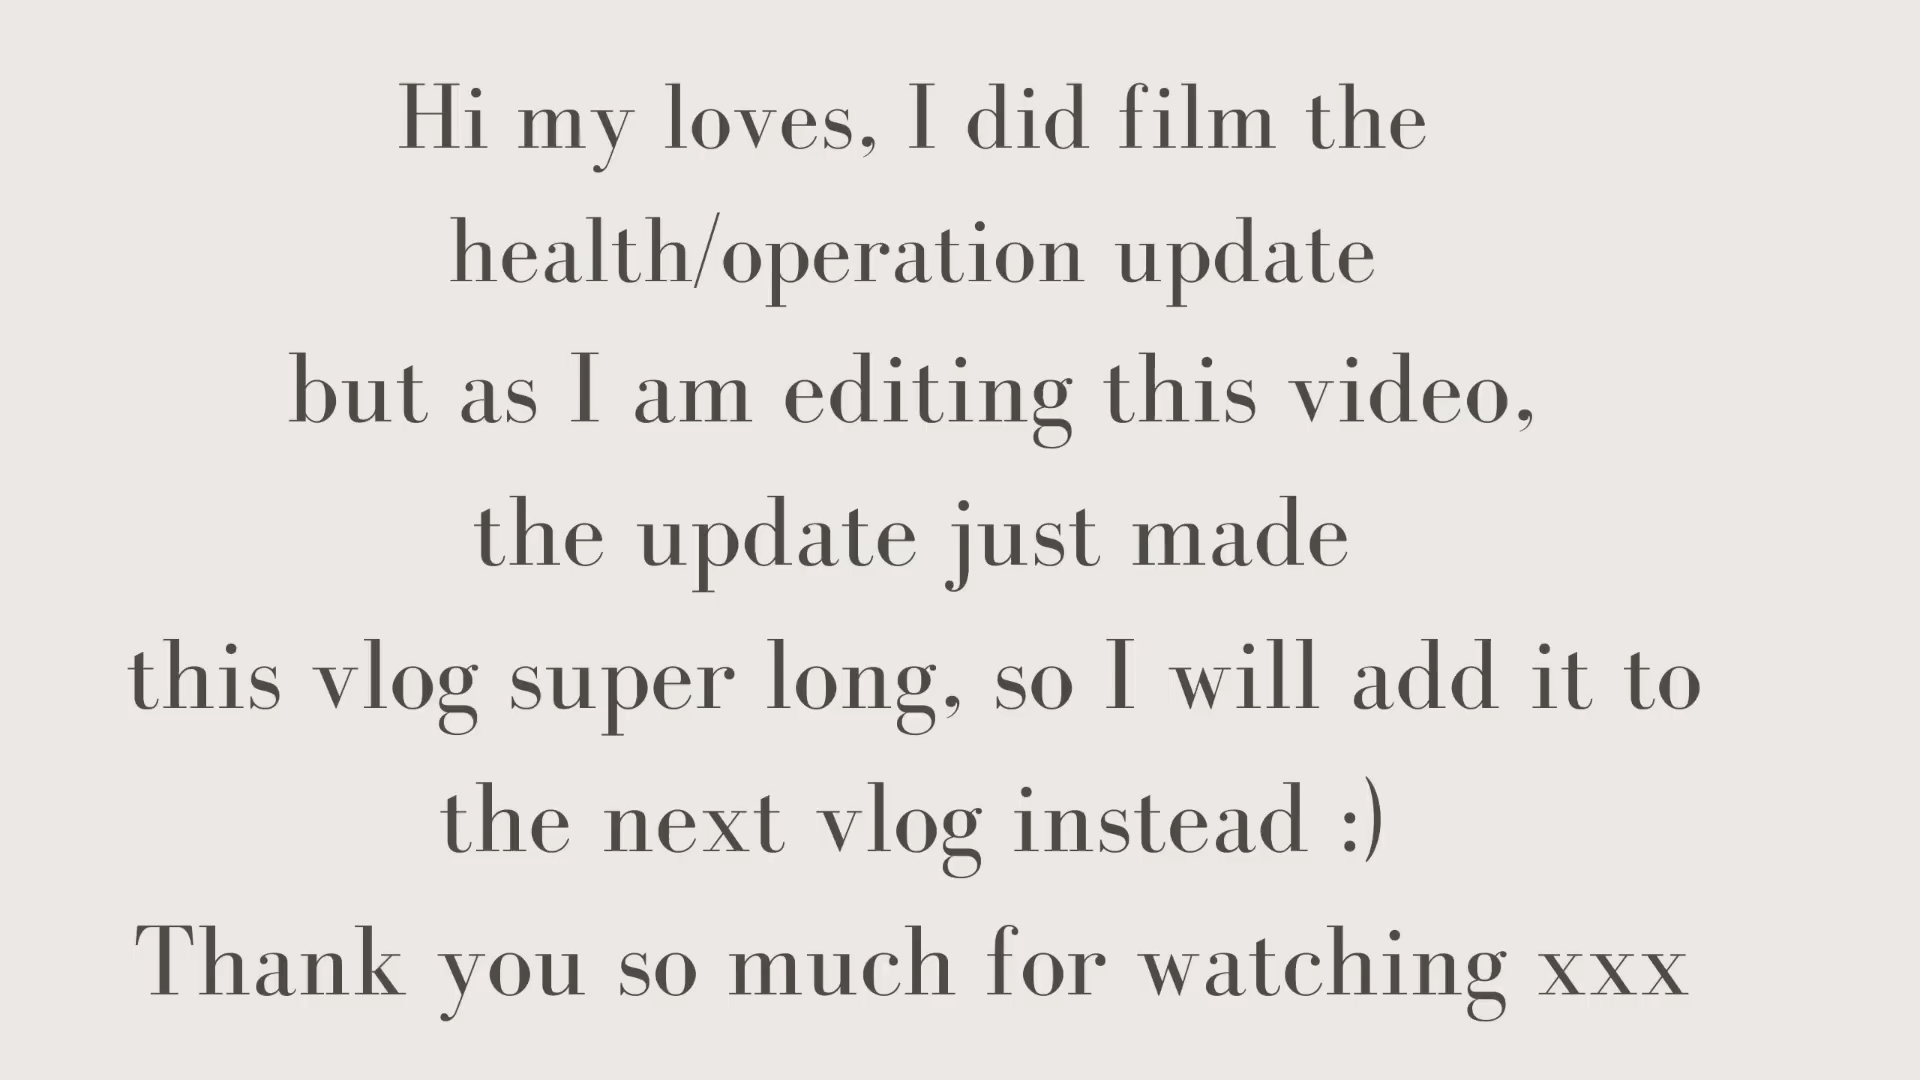 Hi my loves, I did film the
health/operation update
but as I am editing this video,
the update just made
this vlog super long, so I will add it to
the next vlog instead :)
Thank you so much for watching xxx